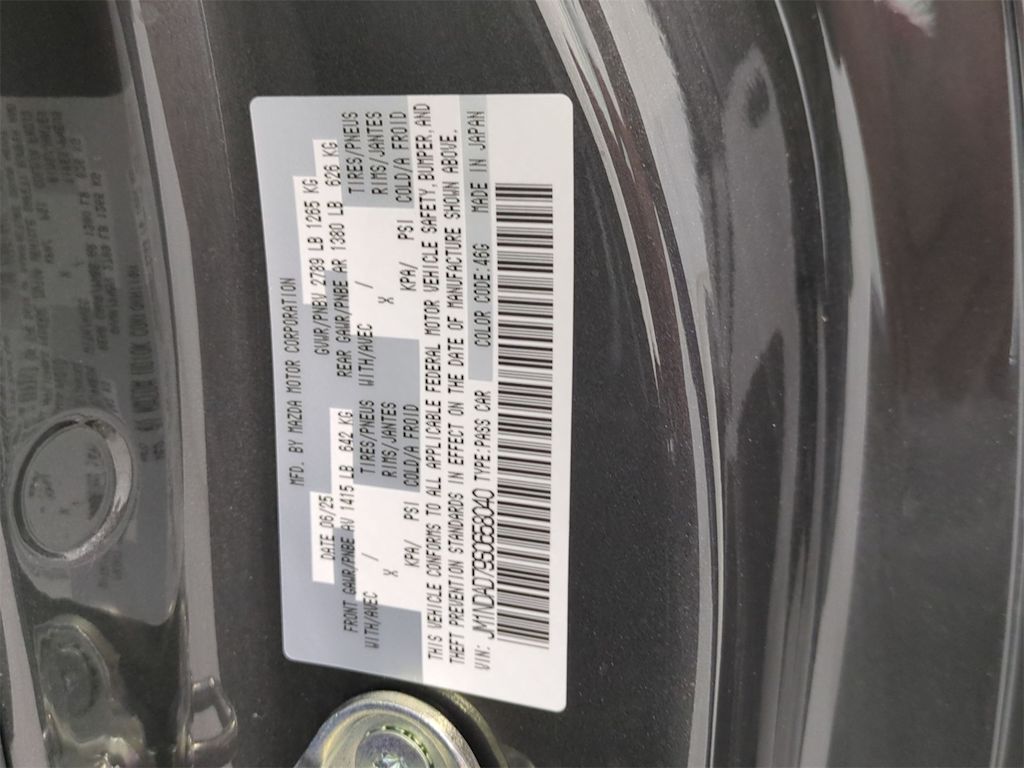 MFD. BY MAZDA MOTOR CORPORATION
DATE 06/25 GVWR/PNBV 2789 LB 1265 KG
FRONT GAWR/PNBE AV 1415 LB 642 KG REAR GAWR/PNBE AR 1380 LB 626 KG
WITH/AVEC / TIRES/PNEUS WITH/AVEC / TIRES/PNEUS
X RIMS/JANTES X RIMS/JANTES
KPA/ PSI COLD/A FROID KPA/ PSI COLD/A FROID
THIS VEHICLE CONFORMS TO ALL APPLICABLE FEDERAL MOTOR VEHICLE SAFETY, BUMPER, AND
THEFT PREVENTION STANDARDS IN EFFECT ON THE DATE OF MANUFACTURE SHOWN ABOVE.
VIN: JM1NDAD79S0658040 TYPE:PASS CAR COLOR CODE:46G MADE IN JAPAN